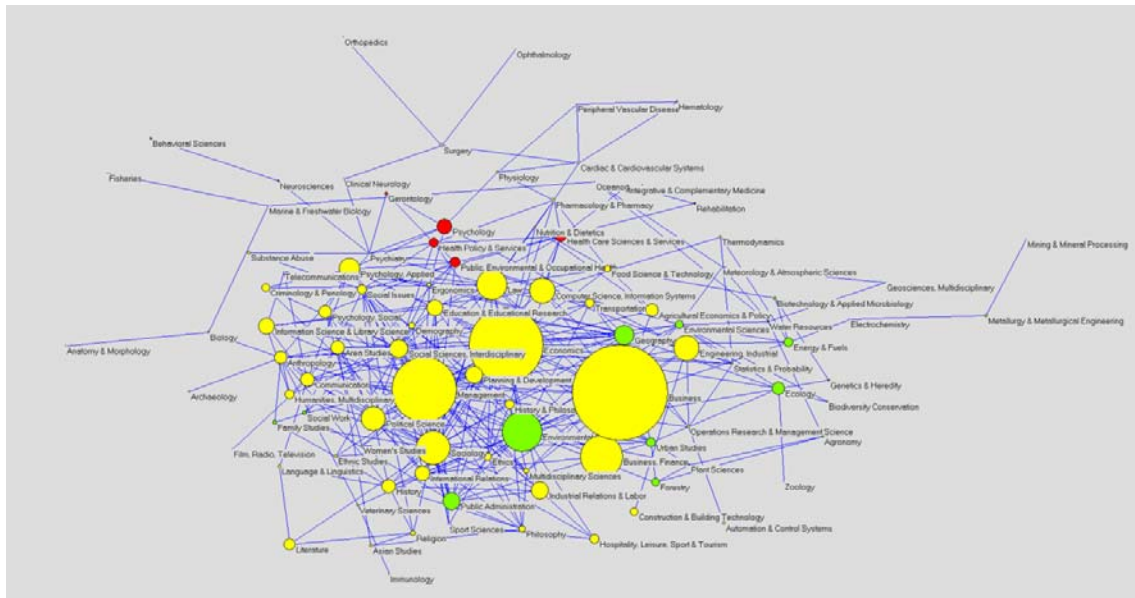 Orthopedics
Ophthalmology
Hematology
Peripheral Vascular Disease
Behavioral Sciences
Surgery
Cardiac & Cardiovascular Systems
Fisheries
Physiology
Neurosciences
Clinical Neurology
Integrative & Complementary Medicine
Gerontology
Pharmacology & Pharmacy
Rehabilitation
Marine & Freshwater Biology
Psychology
Nutrition & Dietetics
Health Care Sciences & Services
Thermodynamics
Mining & Mineral Processing
Health Policy & Services
Substance Abuse
Psychiatry
Public, Environmental & Occupational
Telecommunications
Psychology, Applied
Food Science & Technology
Meteorology & Atmospheric Sciences
Ergonomics
Law
Geosciences, Multidisciplinary
Criminology & Penology
Social Issues
Computer Science, Information Systems
Biotechnology & Applied Microbiology
Transportation
Education & Educational Research
Agricultural Economics & Policy
Psychology, Social
Electrochemistry
Metallurgy & Metallurgical Engineering
Information Science & Library Science
Demography
Environmental Sciences
Water Resources
Biology
Geography
Energy & Fuels
Anatomy & Morphology
Area Studies
Social Sciences, Interdisciplinary
Economics
Engineering, Industrial
Anthropology
Statistics & Probability
Communication
Planning & Development
Genetics & Heredity
Archaeology
Management
Business
Ecology
Humanities, Multidisciplinary
Biodiversity Conservation
Social Work
History & Philoso
Family Studies
Political Science
Operations Research & Management Science
Environmental
Agronomy
Women's Studies
Urban Studies
Film, Radio, Television
Sociology
Ethnic Studies
Ethics
Business, Finance
Language & Linguistics
Plant Sciences
International Relations
Multidisciplinary Sciences
Zoology
History
Forestry
Industrial Relations & Labor
Public Administration
Veterinary Sciences
Construction & Building Technology
Automation & Control Systems
Sport Sciences
Philosophy
Religion
Hospitality, Leisure, Sport & Tourism
Literature
Asian Studies
Immunology